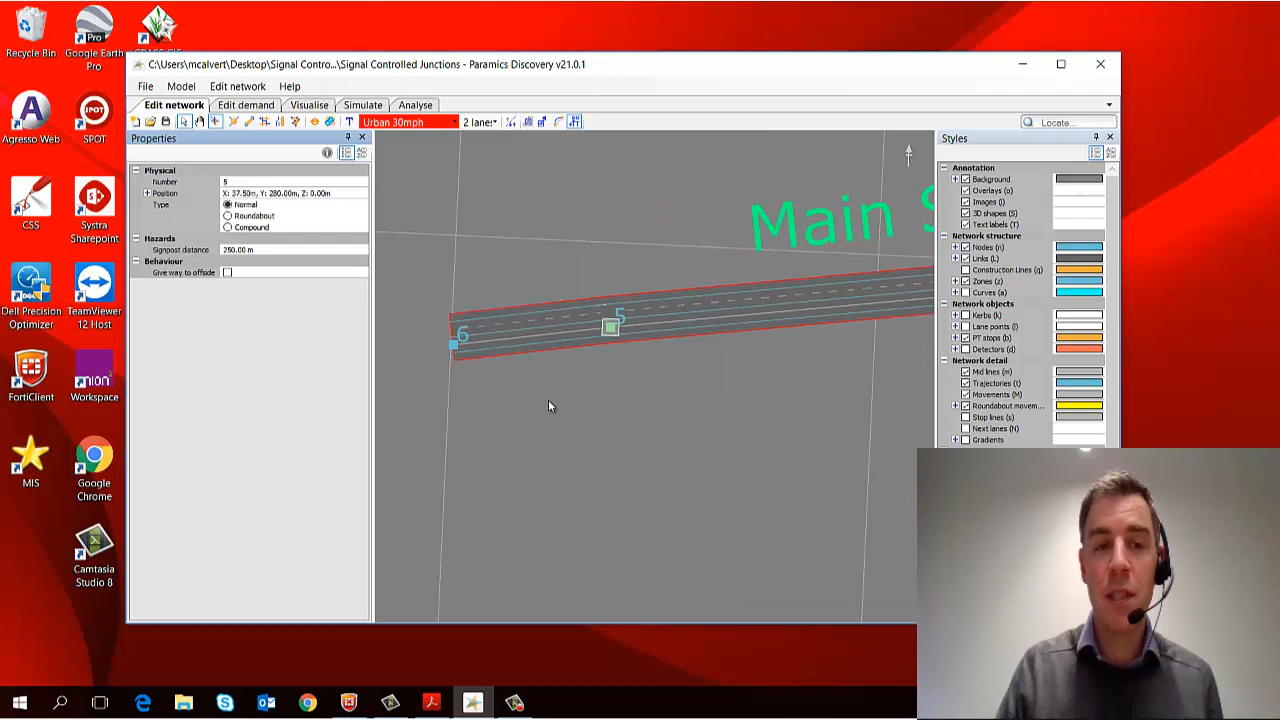 Recycle Bin
Google Earth Pro
C:\Users\mcalvert\Desktop\Signal Contro...\Signal Controlled Junctions - Paramics Discovery v21.0.1
File Model Edit network Help
Edit network Edit demand Visualise Simulate Analyse
Urban 30mph 2 lane: Locate...
Properties
Physical
Number 5
Position X: 37.50m, Y: 280.00m, Z: 0.00m
Type Normal
Roundabout
Compound
Hazards
Signpost distance 250.00 m
Behaviour
Give way to offside
Main S
5
6
Styles
Annotation
Background
Overlays (o)
Images (i)
3D shapes (S)
Text labels (T)
Network structure
Nodes (n)
Links (L)
Construction Lines (q)
Zones (z)
Curves (a)
Network objects
Kerbs (k)
Lane points (l)
PT stops (b)
Detectors (d)
Network detail
Mid lines (m)
Trajectories (t)
Movements (M)
Roundabout movem...
Stop lines (s)
Next lanes (N)
Gradients
Agresso Web
SPOT
CSS
Systra Sharepoint
Dell Precision Optimizer
TeamViewer 12 Host
FortiClient
Workspace
MIS
Google Chrome
Camtasia Studio 8